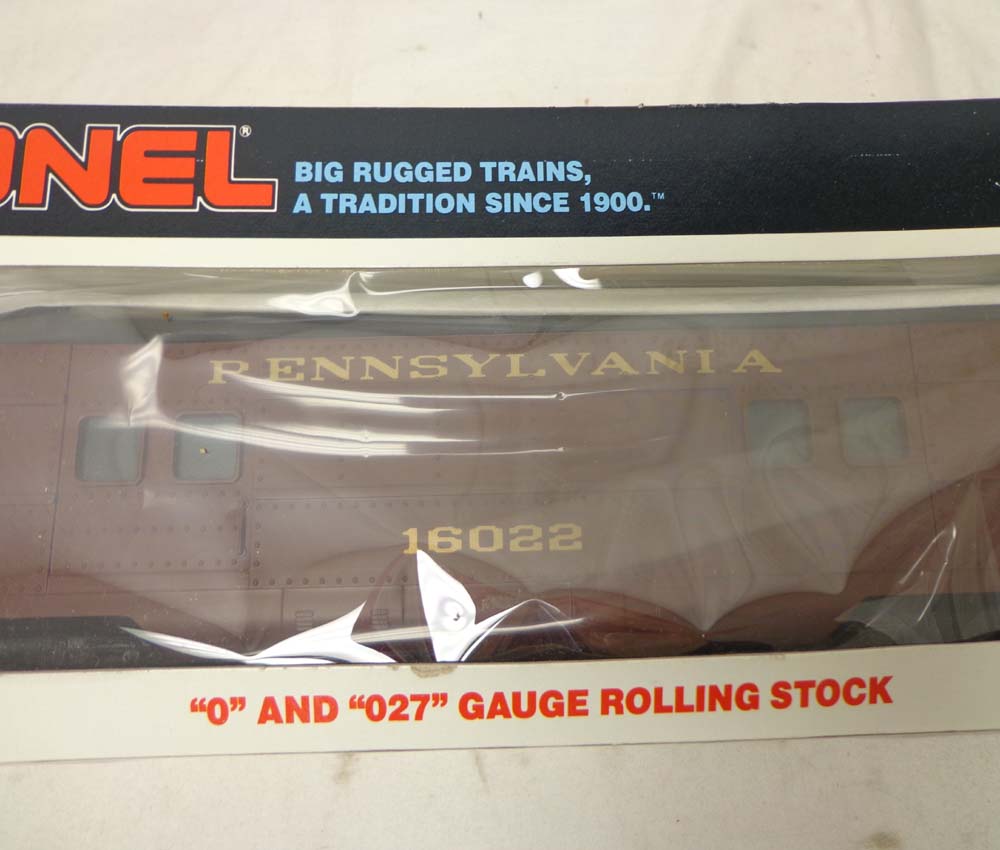 ONEL®
BIG RUGGED TRAINS,
A TRADITION SINCE 1900.™
PENNSYLVANIA
16022
“0” AND “027” GAUGE ROLLING STOCK